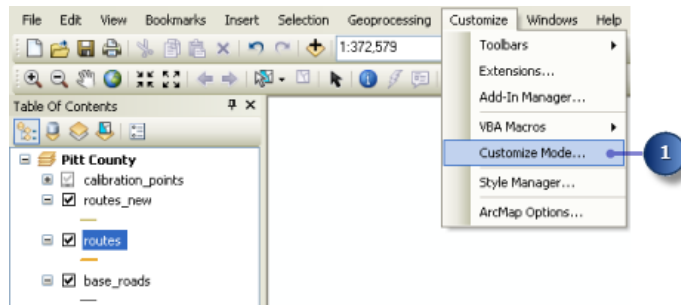 File Edit View Bookmarks Insert Selection Geoprocessing Customize Windows Help
1:372,579
Toolbars
Extensions...
Add-In Manager...
VBA Macros
Customize Mode...
1
Style Manager...
ArcMap Options...
Table Of Contents
Pitt County
calibration_points
routes_new
routes
base_roads